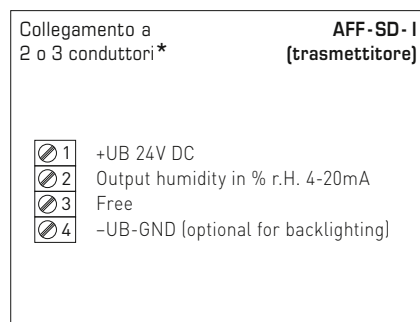 Collegamento a AFF-SD-I
2 o 3 conduttori* (trasmettitore)
1 +UB 24V DC
2 Output humidity in % r.H. 4-20mA
3 Free
4 –UB-GND (optional for backlighting)